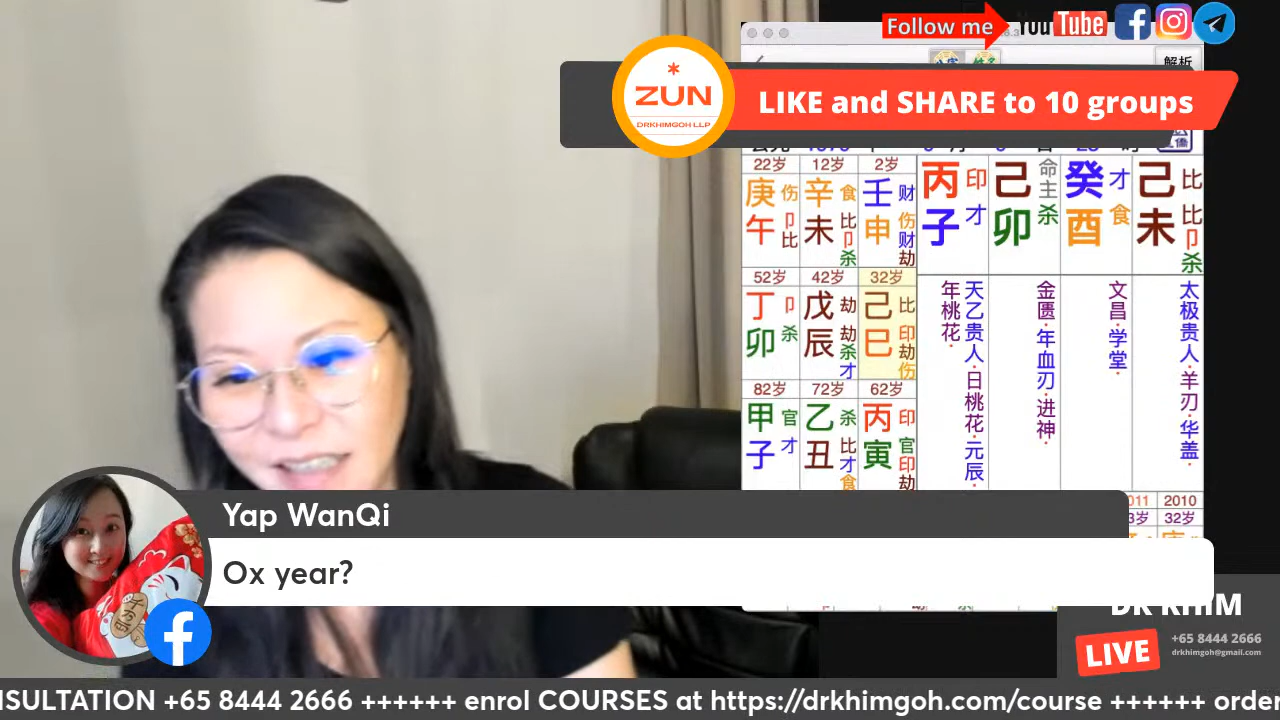 Follow me
YouTube
解析
ZUN
DRKHIMGOH LLP
LIKE and SHARE to 10 groups
22岁 12岁 2岁
庚 伤 辛 食 壬 财
午 卩 比 未 比 卩 杀 申 伤 财 劫
丙 印 己 命主 癸 才 己 比
子 才 卯 杀 酉 食 未 比 卩 杀
52岁 42岁 32岁
丁 卩 戊 劫 己 比
卯 杀 辰 劫 杀 才 巳 印 劫 伤
82岁 72岁 62岁
甲 官 乙 杀 丙 印
子 才 丑 比 才 食 寅 官 印 劫
天乙贵人·日桃花·元辰·
年桃花·
金匮·年血刃·进神·
文昌·学堂·
太极贵人·羊刃·华盖·
2010
32岁
Yap WanQi
Ox year?
DR KHIM
LIVE
+65 8444 2666
drkhimgoh@gmail.com
NSULTATION +65 8444 2666 ++++++ enrol COURSES at https://drkhimgoh.com/course ++++++ order